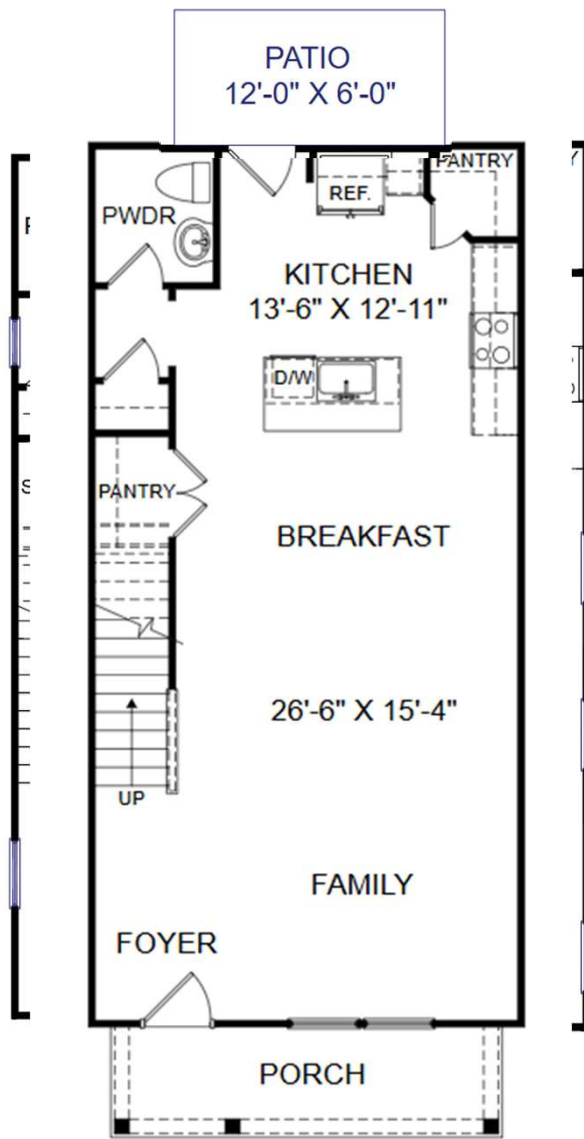 PATIO
12'-0" X 6'-0"
PANTRY
REF.
PWDR
KITCHEN
13'-6" X 12'-11"
D/W
PANTRY
BREAKFAST
26'-6" X 15'-4"
UP
FAMILY
FOYER
PORCH